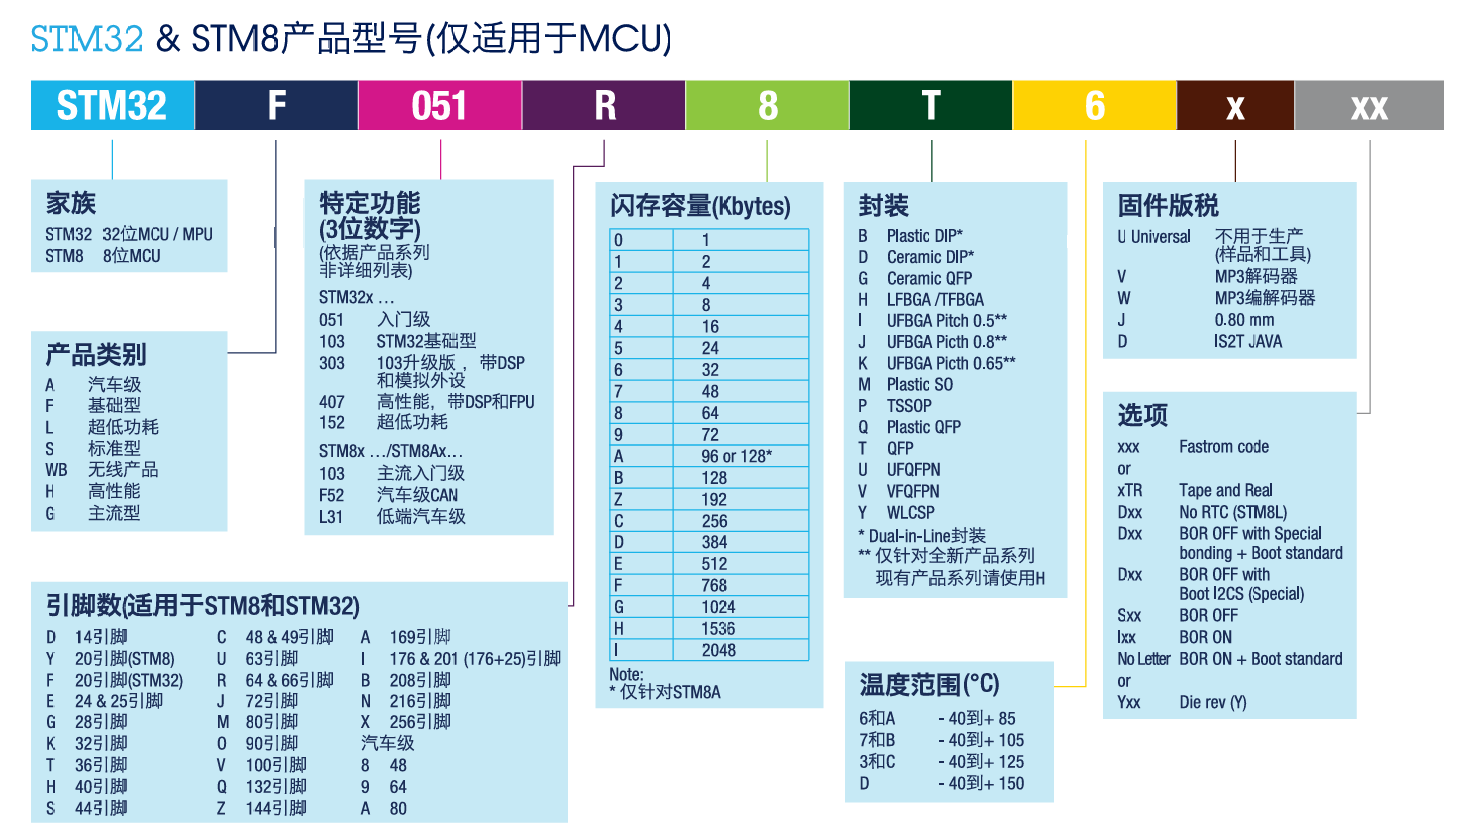 STM32 & STM8产品型号(仅适用于MCU)
STM32 F 051 R 8 T 6 x xx
家族
STM32 32位MCU / MPU
STM8 8位MCU
产品类别
A 汽车级
F 基础型
L 超低功耗
S 标准型
WB 无线产品
H 高性能
G 主流型
特定功能
(3位数字)
(依据产品系列
非详细列表)
STM32x ...
051 入门级
103 STM32基础型
303 103升级版，带DSP
和模拟外设
407 高性能，带DSP和FPU
152 超低功耗
STM8x .../STM8Ax...
103 主流入门级
F52 汽车级CAN
L31 低端汽车级
引脚数(适用于STM8和STM32)
D 14引脚 C 48 & 49引脚 A 169引脚
Y 20引脚(STM8) U 63引脚 I 176 & 201 (176+25)引脚
F 20引脚(STM32) R 64 & 66引脚 B 208引脚
E 24 & 25引脚 J 72引脚 N 216引脚
G 28引脚 M 80引脚 X 256引脚
K 32引脚 O 90引脚 汽车级
T 36引脚 V 100引脚 8 48
H 40引脚 Q 132引脚 9 64
S 44引脚 Z 144引脚 A 80
闪存容量(Kbytes)
0 1
1 2
2 4
3 8
4 16
5 24
6 32
7 48
8 64
9 72
A 96 or 128*
B 128
Z 192
C 256
D 384
E 512
F 768
G 1024
H 1536
I 2048
Note:
* 仅针对STM8A
封装
B Plastic DIP*
D Ceramic DIP*
G Ceramic QFP
H LFBGA /TFBGA
I UFBGA Pitch 0.5**
J UFBGA Picth 0.8**
K UFBGA Picth 0.65**
M Plastic SO
P TSSOP
Q Plastic QFP
T QFP
U UFQFPN
V VFQFPN
Y WLCSP
* Dual-in-Line封装
** 仅针对全新产品系列
现有产品系列请使用H
温度范围(°C)
6和A - 40到+ 85
7和B - 40到+ 105
3和C - 40到+ 125
D - 40到+ 150
固件版税
U Universal 不用于生产
(样品和工具)
V MP3解码器
W MP3编解码器
J 0.80 mm
D IS2T JAVA
选项
xxx Fastrom code
or
xTR Tape and Real
Dxx No RTC (STM8L)
Dxx BOR OFF with Special
bonding + Boot standard
Dxx BOR OFF with
Boot I2CS (Special)
Sxx BOR OFF
Ixx BOR ON
No Letter BOR ON + Boot standard
or
Yxx Die rev (Y)